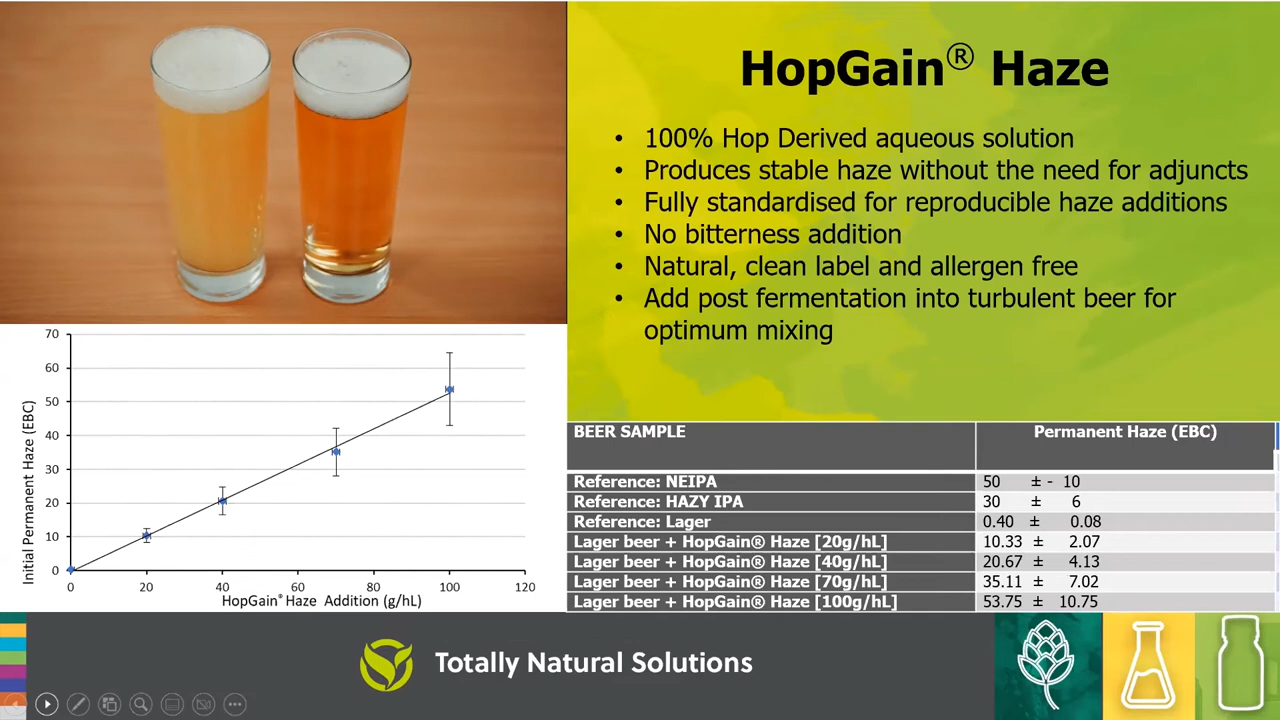 HopGain® Haze
• 100% Hop Derived aqueous solution
• Produces stable haze without the need for adjuncts
• Fully standardised for reproducible haze additions
• No bitterness addition
• Natural, clean label and allergen free
• Add post fermentation into turbulent beer for
optimum mixing
70
60
50
40
30
20
10
0
Initial Permanent Haze (EBC)
0 20 40 60 80 100 120
HopGain® Haze Addition (g/hL)
BEER SAMPLE Permanent Haze (EBC)
Reference: NEIPA 50 ± - 10
Reference: HAZY IPA 30 ± 6
Reference: Lager 0.40 ± 0.08
Lager beer + HopGain® Haze [20g/hL] 10.33 ± 2.07
Lager beer + HopGain® Haze [40g/hL] 20.67 ± 4.13
Lager beer + HopGain® Haze [70g/hL] 35.11 ± 7.02
Lager beer + HopGain® Haze [100g/hL] 53.75 ± 10.75
Totally Natural Solutions